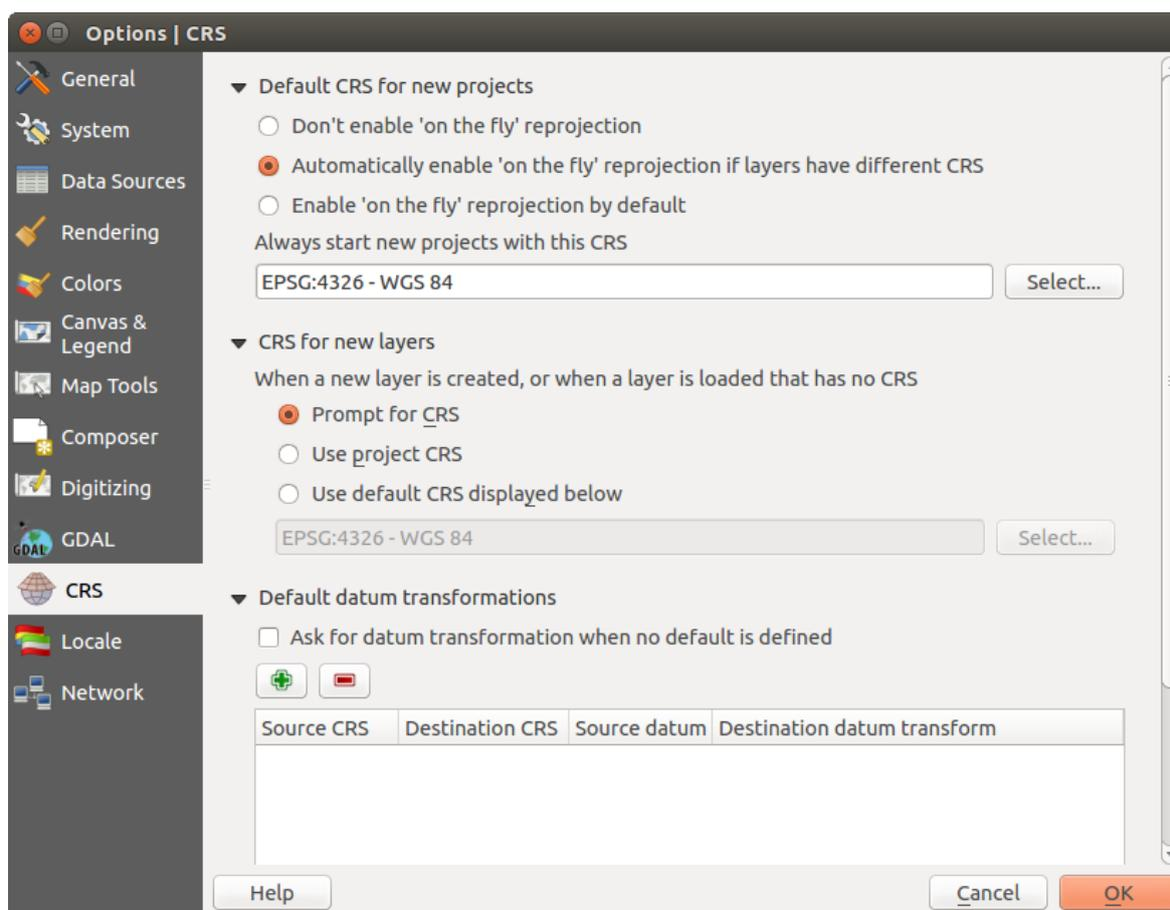 Options | CRS
General
System
Data Sources
Rendering
Colors
Canvas &
Legend
Map Tools
Composer
Digitizing
GDAL
GDAL
CRS
Locale
Network
Default CRS for new projects
Don't enable 'on the fly' reprojection
Automatically enable 'on the fly' reprojection if layers have different CRS
Enable 'on the fly' reprojection by default
Always start new projects with this CRS
EPSG:4326 - WGS 84 Select...
CRS for new layers
When a new layer is created, or when a layer is loaded that has no CRS
Prompt for CRS
Use project CRS
Use default CRS displayed below
EPSG:4326 - WGS 84 Select...
Default datum transformations
Ask for datum transformation when no default is defined
Source CRS Destination CRS Source datum Destination datum transform
Help Cancel OK